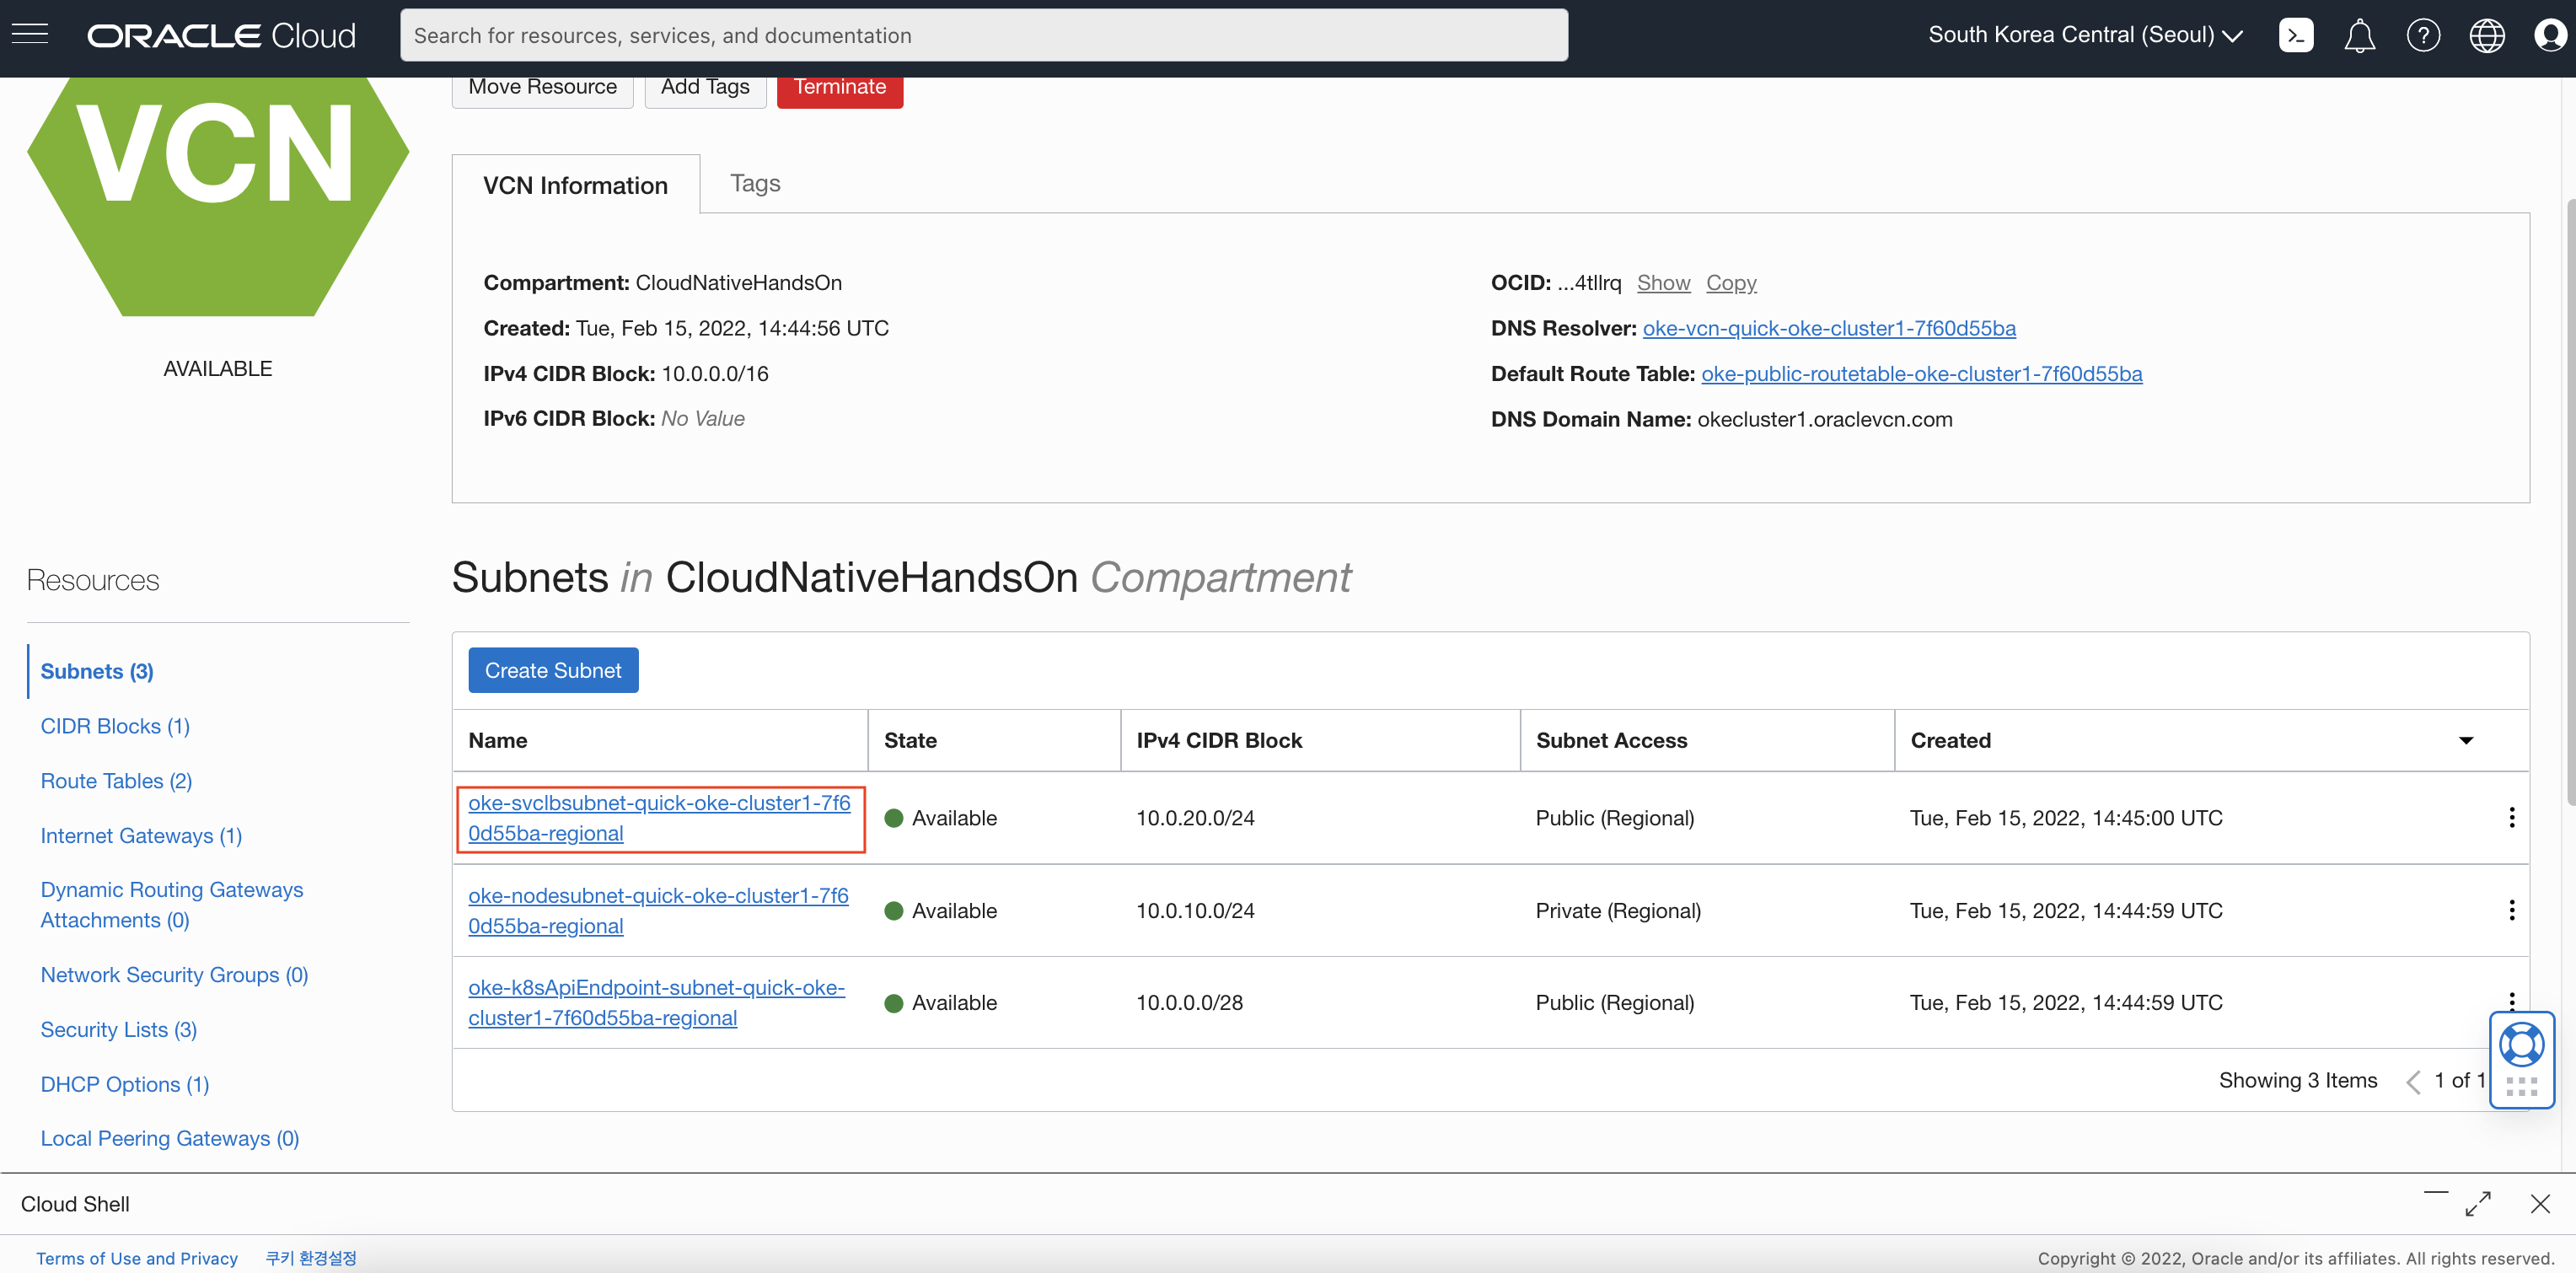 ORACLE Cloud
Search for resources, services, and documentation
South Korea Central (Seoul)
Move Resource
Add Tags
Terminate
VCN
AVAILABLE
VCN Information
Tags
Compartment: CloudNativeHandsOn
Created: Tue, Feb 15, 2022, 14:44:56 UTC
IPv4 CIDR Block: 10.0.0.0/16
IPv6 CIDR Block: No Value
OCID: ...4tllrq Show Copy
DNS Resolver: oke-vcn-quick-oke-cluster1-7f60d55ba
Default Route Table: oke-public-routetable-oke-cluster1-7f60d55ba
DNS Domain Name: okecluster1.oraclevcn.com
Resources
Subnets (3)
CIDR Blocks (1)
Route Tables (2)
Internet Gateways (1)
Dynamic Routing Gateways
Attachments (0)
Network Security Groups (0)
Security Lists (3)
DHCP Options (1)
Local Peering Gateways (0)
Subnets in CloudNativeHandsOn Compartment
Create Subnet
Name State IPv4 CIDR Block Subnet Access Created
oke-svclbsubnet-quick-oke-cluster1-7f6
0d55ba-regional
Available 10.0.20.0/24 Public (Regional) Tue, Feb 15, 2022, 14:45:00 UTC
oke-nodesubnet-quick-oke-cluster1-7f6
0d55ba-regional
Available 10.0.10.0/24 Private (Regional) Tue, Feb 15, 2022, 14:44:59 UTC
oke-k8sApiEndpoint-subnet-quick-oke-
cluster1-7f60d55ba-regional
Available 10.0.0.0/28 Public (Regional) Tue, Feb 15, 2022, 14:44:59 UTC
Showing 3 Items
1 of 1
Cloud Shell
Terms of Use and Privacy 쿠키 환경설정
Copyright © 2022, Oracle and/or its affiliates. All rights reserved.